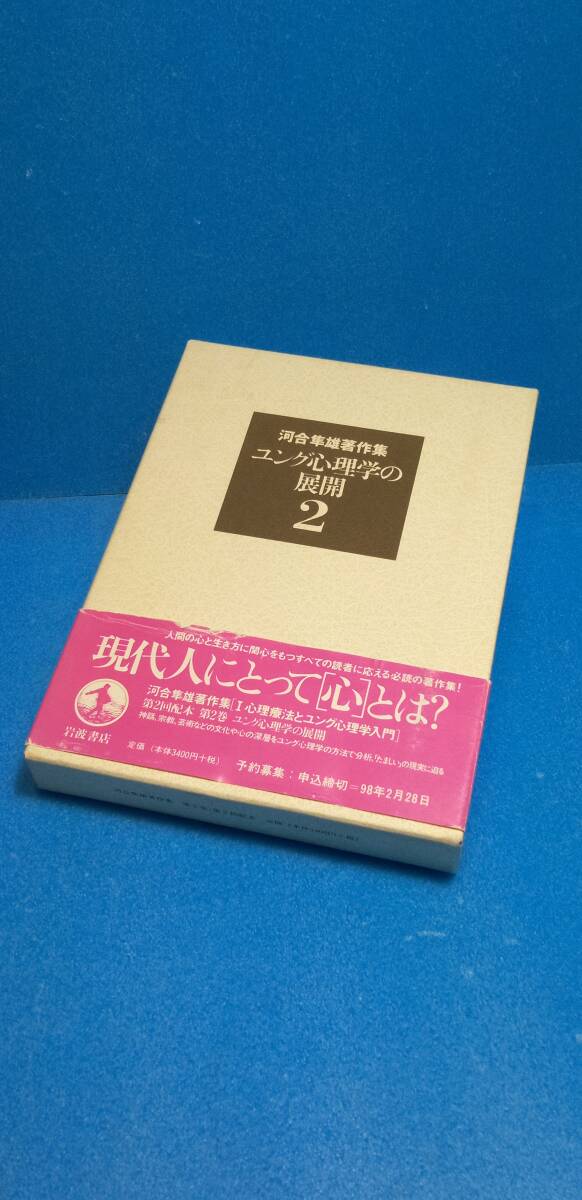 河合隼雄著作集
ユング心理学の
展開
2
人間の心と生き方に関心をもつすべての読者に応える必読の著作集!
現代人にとって[心]とは?
河合隼雄著作集[Ⅰ心理療法とユング心理学入門]
第2回配本 第2巻 ユング心理学の展開
神話、宗教、芸術などの文化や心の深層をユング心理学の方法で分析、「たましい」の現実に迫る
岩波書店
定価(本体3400円+税)
予約募集:申込締切=98年2月28日
河合隼雄著作集